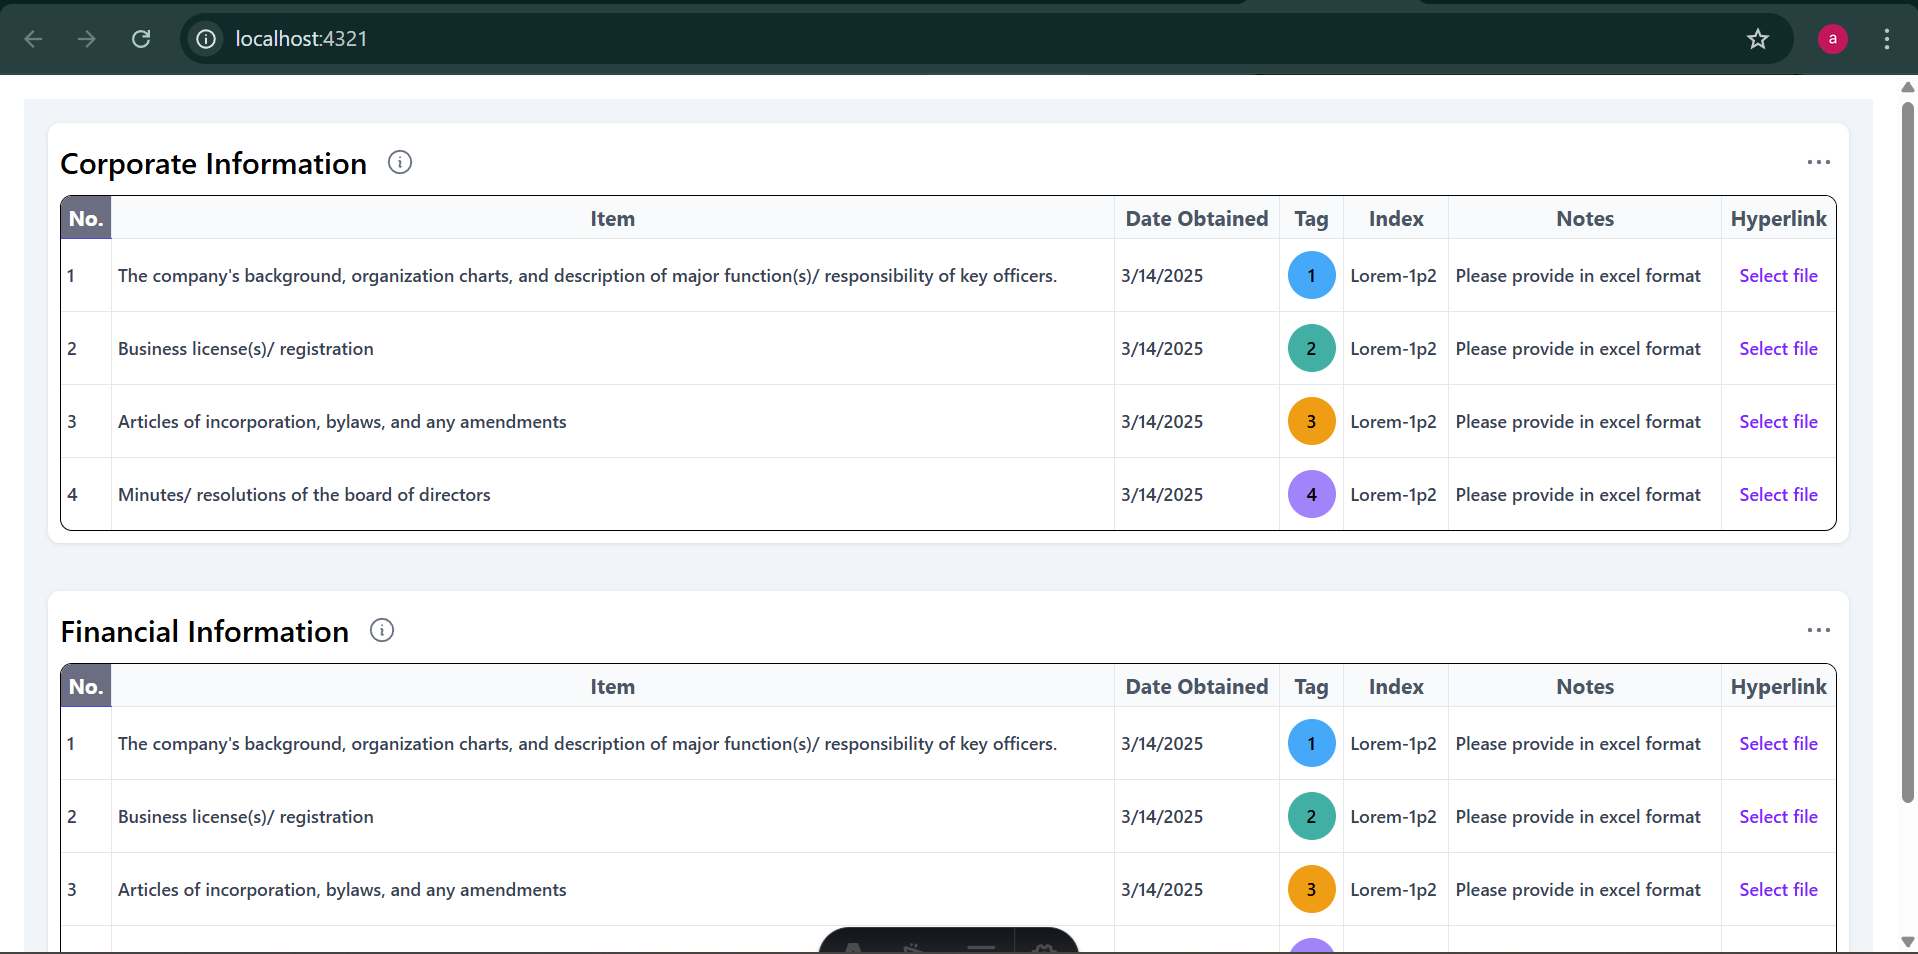 localhost:4321
a
Corporate Information
No. Item Date Obtained Tag Index Notes Hyperlink
1 The company's background, organization charts, and description of major function(s)/ responsibility of key officers. 3/14/2025 1 Lorem-1p2 Please provide in excel format Select file
2 Business license(s)/ registration 3/14/2025 2 Lorem-1p2 Please provide in excel format Select file
3 Articles of incorporation, bylaws, and any amendments 3/14/2025 3 Lorem-1p2 Please provide in excel format Select file
4 Minutes/ resolutions of the board of directors 3/14/2025 4 Lorem-1p2 Please provide in excel format Select file
Financial Information
No. Item Date Obtained Tag Index Notes Hyperlink
1 The company's background, organization charts, and description of major function(s)/ responsibility of key officers. 3/14/2025 1 Lorem-1p2 Please provide in excel format Select file
2 Business license(s)/ registration 3/14/2025 2 Lorem-1p2 Please provide in excel format Select file
3 Articles of incorporation, bylaws, and any amendments 3/14/2025 3 Lorem-1p2 Please provide in excel format Select file